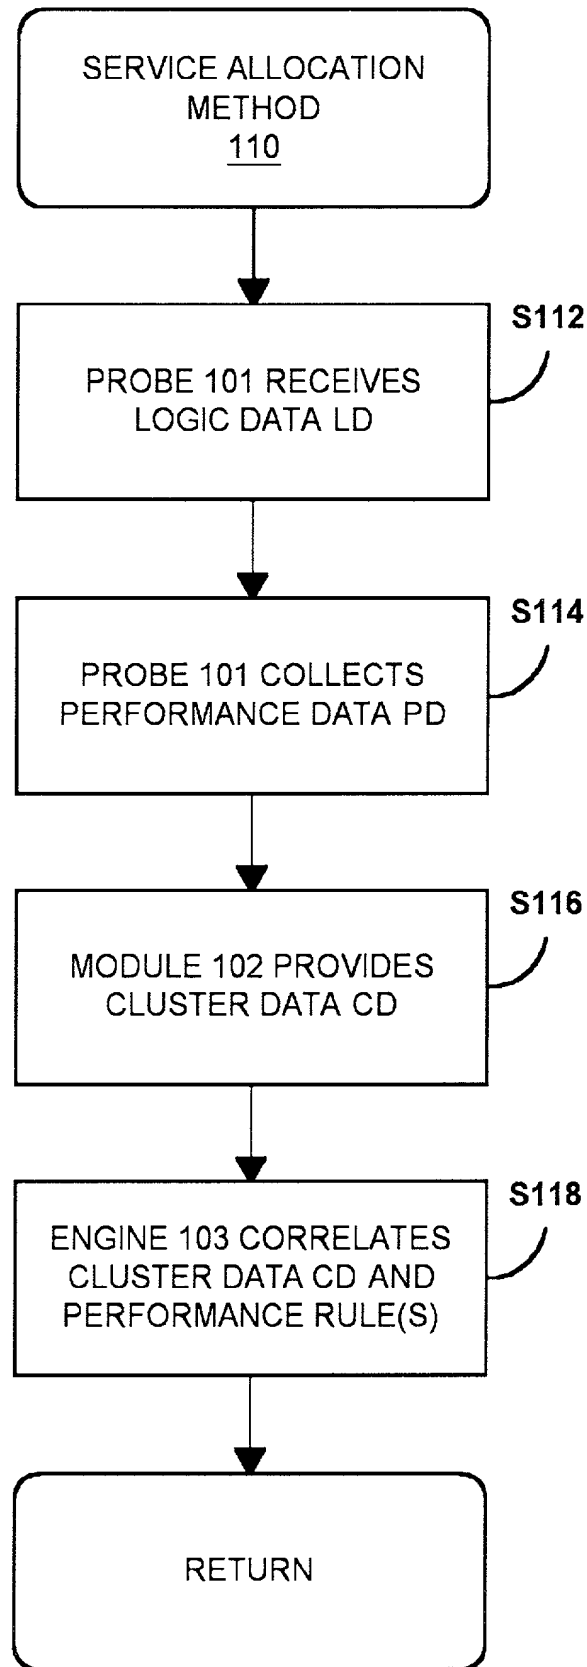 SERVICE ALLOCATION
METHOD
110
S112
PROBE 101 RECEIVES
LOGIC DATA LD
S114
PROBE 101 COLLECTS
PERFORMANCE DATA PD
S116
MODULE 102 PROVIDES
CLUSTER DATA CD
S118
ENGINE 103 CORRELATES
CLUSTER DATA CD AND
PERFORMANCE RULE(S)
RETURN